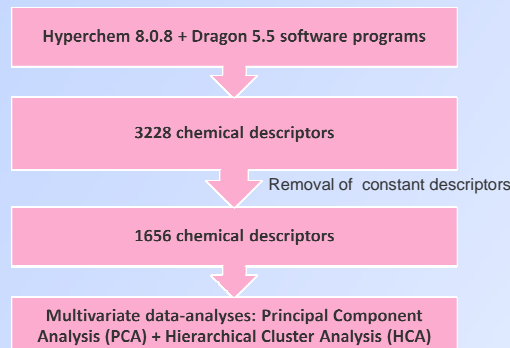 Hyperchem 8.0.8 + Dragon 5.5 software programs
3228 chemical descriptors
Removal of constant descriptors
1656 chemical descriptors
Multivariate data-analyses: Principal Component
Analysis (PCA) + Hierarchical Cluster Analysis (HCA)